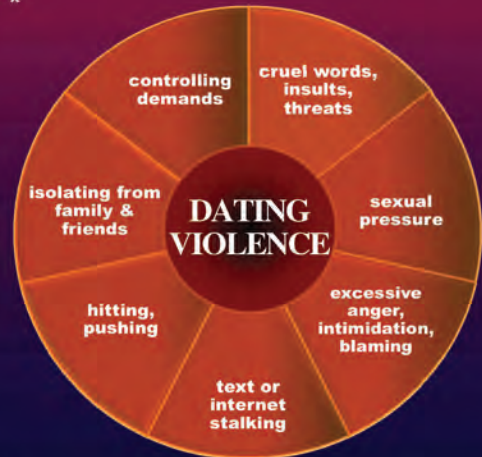 *
controlling
demands
cruel words,
insults,
threats
isolating from
family &
friends
DATING
VIOLENCE
sexual
pressure
hitting,
pushing
excessive
anger,
intimidation,
blaming
text or
internet
stalking